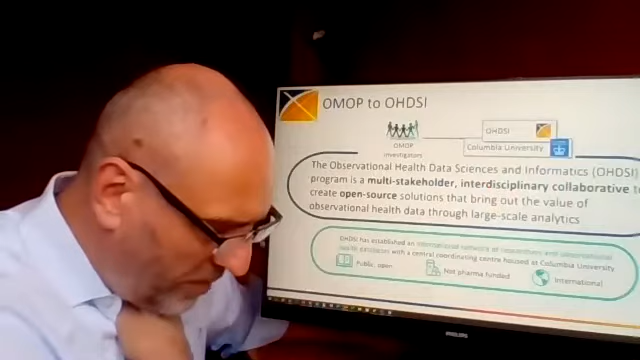 OMOP to OHDSI
OMOP
investigators
OHDSI
Columbia University
The Observational Health Data Sciences and Informatics (OHDSI)
program is a multi-stakeholder, interdisciplinary collaborative to
create open-source solutions that bring out the value of
observational health data through large-scale analytics
OHDSI has established an international network of researchers and observational
health databases with a central coordinating centre housed at Columbia University
Public, open
Not pharma funded
International
PHILIPS